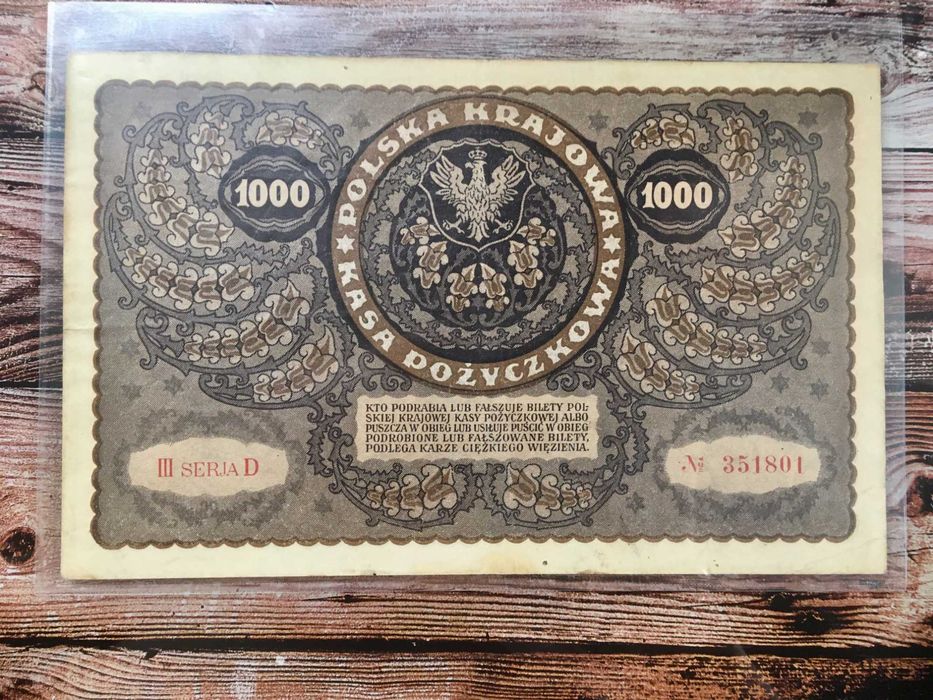 POLSKA KRAJOWA
KASA DOŻYCZKOWA
1000
1000
KTO PODRABIA LUB FAŁSZUJE BILETY POL-
SKIEJ KRAJOWEJ KASY POŻYCZKOWEJ ALBO
PUSZCZA W OBIEG LUB USIŁUJE PUŚCIĆ W OBIEG
PODROBIONE LUB FAŁSZOWANE BILETY,
PODLEGA KARZE CIĘŻKIEGO WIĘZIENIA.
III SERJA D
№ 351801